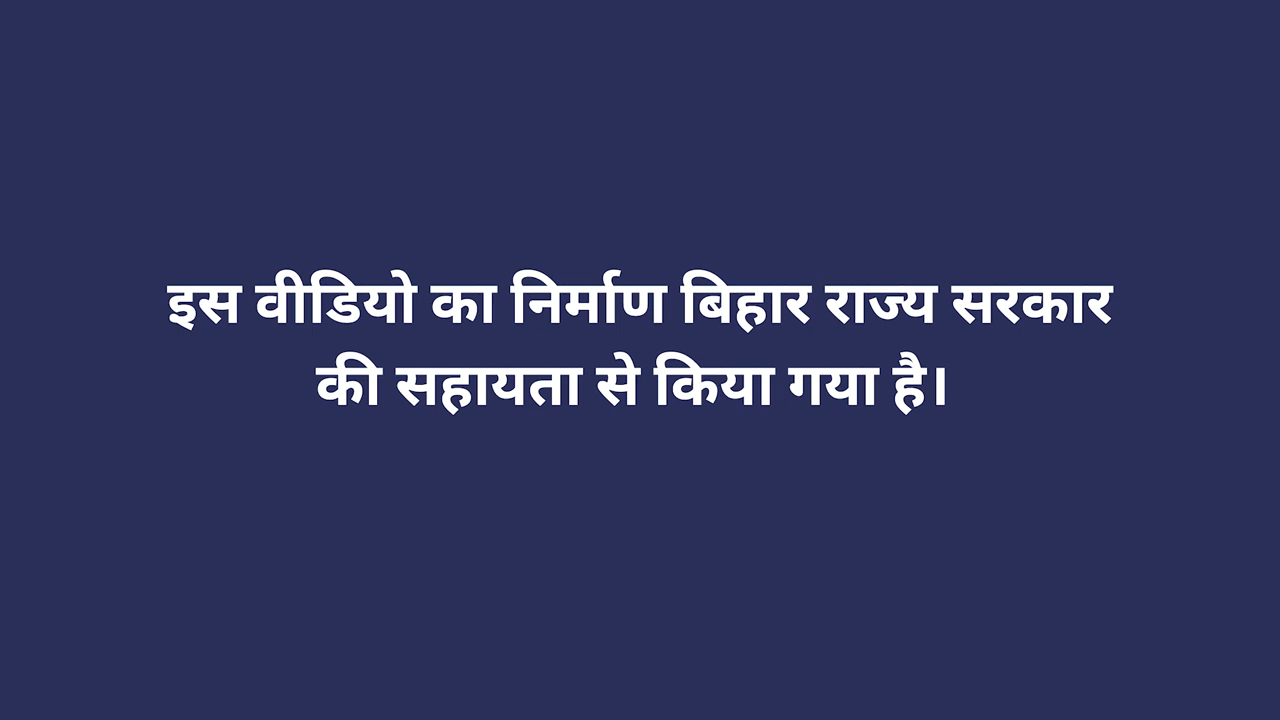 इस वीडियो का निर्माण बिहार राज्य सरकार
की सहायता से किया गया है।